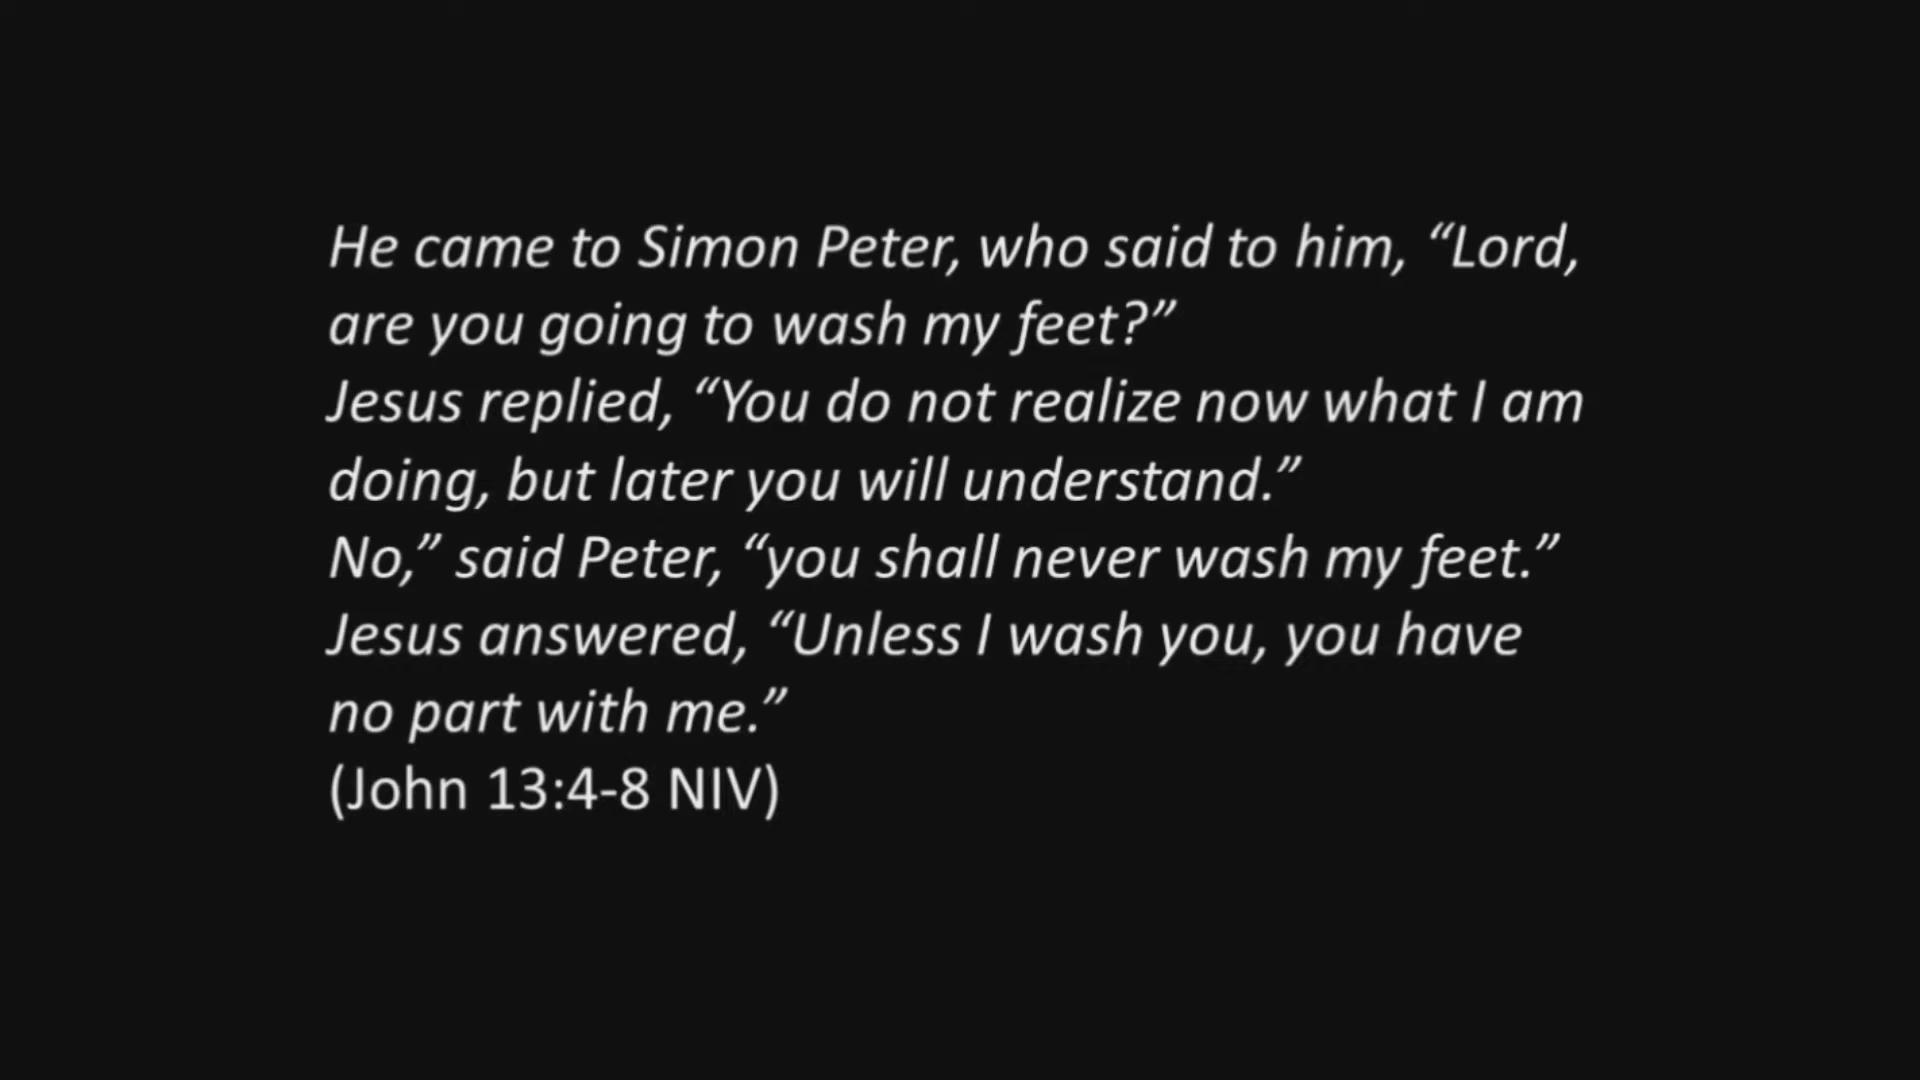 He came to Simon Peter, who said to him, “Lord,
are you going to wash my feet?”
Jesus replied, “You do not realize now what I am
doing, but later you will understand.”
No,” said Peter, “you shall never wash my feet.”
Jesus answered, “Unless I wash you, you have
no part with me.”
(John 13:4-8 NIV)